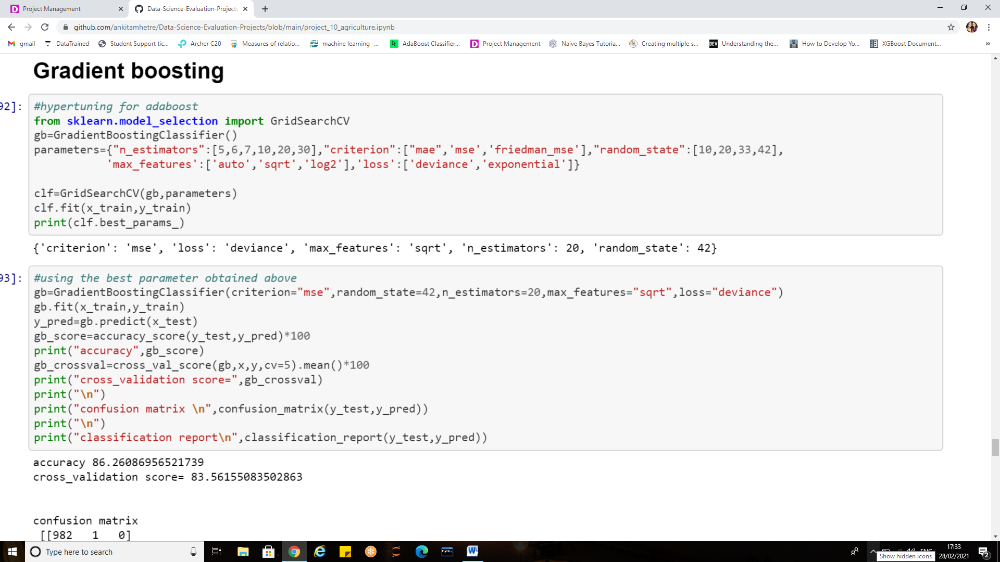 Project Management
Data-Science-Evaluation-Projects
github.com/ankitamhetre/Data-Science-Evaluation-Projects/blob/main/project_10_agriculture.ipynb
gmail
DataTrained
Student Support tic...
Archer C20
Measures of relatio...
machine learning -...
AdaBoost Classifier...
Project Management
Naive Bayes Tutoria...
Creating multiple s...
DEV
Understanding the...
How to Develop Yo...
XGBoost Document...
Gradient boosting
92]:
#hypertuning for adaboost
from sklearn.model_selection import GridSearchCV
gb=GradientBoostingClassifier()
parameters={"n_estimators":[5,6,7,10,20,30],"criterion":["mae",'mse','friedman_mse'],"random_state":[10,20,33,42],
'max_features':['auto','sqrt','log2'],'loss':['deviance','exponential']}
clf=GridSearchCV(gb,parameters)
clf.fit(x_train,y_train)
print(clf.best_params_)
{'criterion': 'mse', 'loss': 'deviance', 'max_features': 'sqrt', 'n_estimators': 20, 'random_state': 42}
93]:
#using the best parameter obtained above
gb=GradientBoostingClassifier(criterion="mse",random_state=42,n_estimators=20,max_features="sqrt",loss="deviance")
gb.fit(x_train,y_train)
y_pred=gb.predict(x_test)
gb_score=accuracy_score(y_test,y_pred)*100
print("accuracy",gb_score)
gb_crossval=cross_val_score(gb,x,y,cv=5).mean()*100
print("cross_validation score=",gb_crossval)
print("\n")
print("confusion matrix \n",confusion_matrix(y_test,y_pred))
print("\n")
print("classification report\n",classification_report(y_test,y_pred))
accuracy 86.26086956521739
cross_validation score= 83.56155083502863
confusion matrix
[[982 1 0]
Type here to search
17:33
28/02/2021
2
Show hidden icons